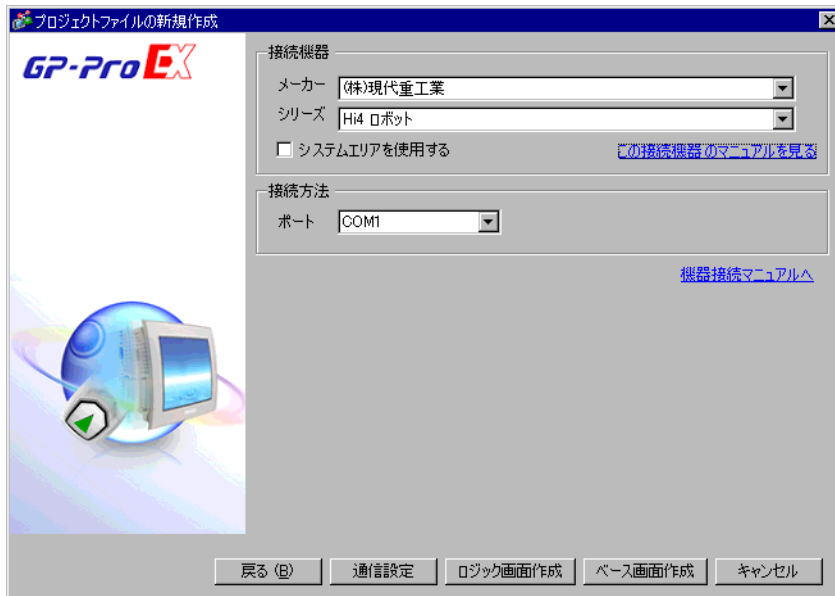 プロジェクトファイルの新規作成
GP-Pro EX
接続機器
メーカー (株)現代重工業
シリーズ Hi4 ロボット
システムエリアを使用する この接続機器のマニュアルを見る
接続方法
ポート COM1
機器接続マニュアルへ
戻る (B) 通信設定 ロジック画面作成 ベース画面作成 キャンセル